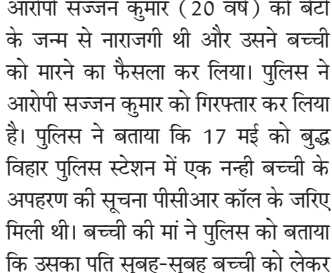 आरोपी सज्जन कुमार (20 वर्ष) को बेटी
के जन्म से नाराजगी थी और उसने बच्ची
को मारने का फैसला कर लिया। पुलिस ने
आरोपी सज्जन कुमार को गिरफ्तार कर लिया
है। पुलिस ने बताया कि 17 मई को बुद्ध
विहार पुलिस स्टेशन में एक नन्ही बच्ची के
अपहरण की सूचना पीसीआर कॉल के जरिए
मिली थी। बच्ची की मां ने पुलिस को बताया
कि उसका पति सुबह-सुबह बच्ची को लेकर